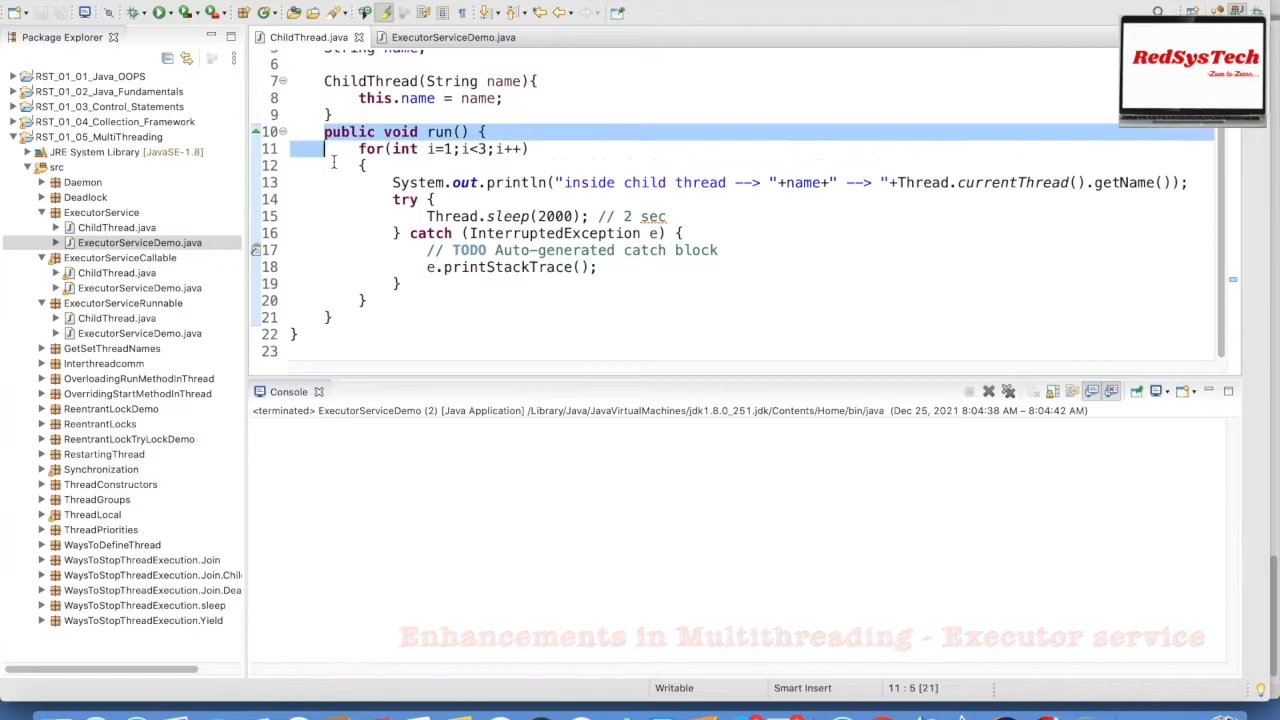 Package Explorer
ChildThread.java
ExecutorServiceDemo.java
RedSysTech
-Love to Learn...
RST_01_01_Java_OOPS
RST_01_02_Java_Fundamentals
RST_01_03_Control_Statements
RST_01_04_Collection_Framework
RST_01_05_MultiThreading
JRE System Library [JavaSE-1.8]
src
Daemon
Deadlock
ExecutorService
ChildThread.java
ExecutorServiceDemo.java
ExecutorServiceCallable
ChildThread.java
ExecutorServiceDemo.java
ExecutorServiceRunnable
ChildThread.java
ExecutorServiceDemo.java
GetSetThreadNames
Interthreadcomm
OverloadingRunMethodInThread
OverridingStartMethodInThread
ReentrantLockDemo
ReentrantLocks
ReentrantLockTryLockDemo
RestartingThread
Synchronization
ThreadConstructors
ThreadGroups
ThreadLocal
ThreadPriorities
WaysToDefineThread
WaysToStopThreadExecution.Join
WaysToStopThreadExecution.Join.Chil
WaysToStopThreadExecution.Join.Dea
WaysToStopThreadExecution.sleep
WaysToStopThreadExecution.Yield
5 String name;
6
7 ChildThread(String name){
8 this.name = name;
9 }
10 public void run() {
11 for(int i=1;i<3;i++)
12 {
13 System.out.println("inside child thread --> "+name+" --> "+Thread.currentThread().getName());
14 try {
15 Thread.sleep(2000); // 2 sec
16 } catch (InterruptedException e) {
17 // TODO Auto-generated catch block
18 e.printStackTrace();
19 }
20 }
21 }
22 }
23
Console
<terminated> ExecutorServiceDemo (2) [Java Application] /Library/Java/JavaVirtualMachines/jdk1.8.0_251.jdk/Contents/Home/bin/java (Dec 25, 2021 8:04:38 AM – 8:04:42 AM)
Enhancements in Multithreading - Executor service
Writable
Smart Insert
11 : 5 [21]